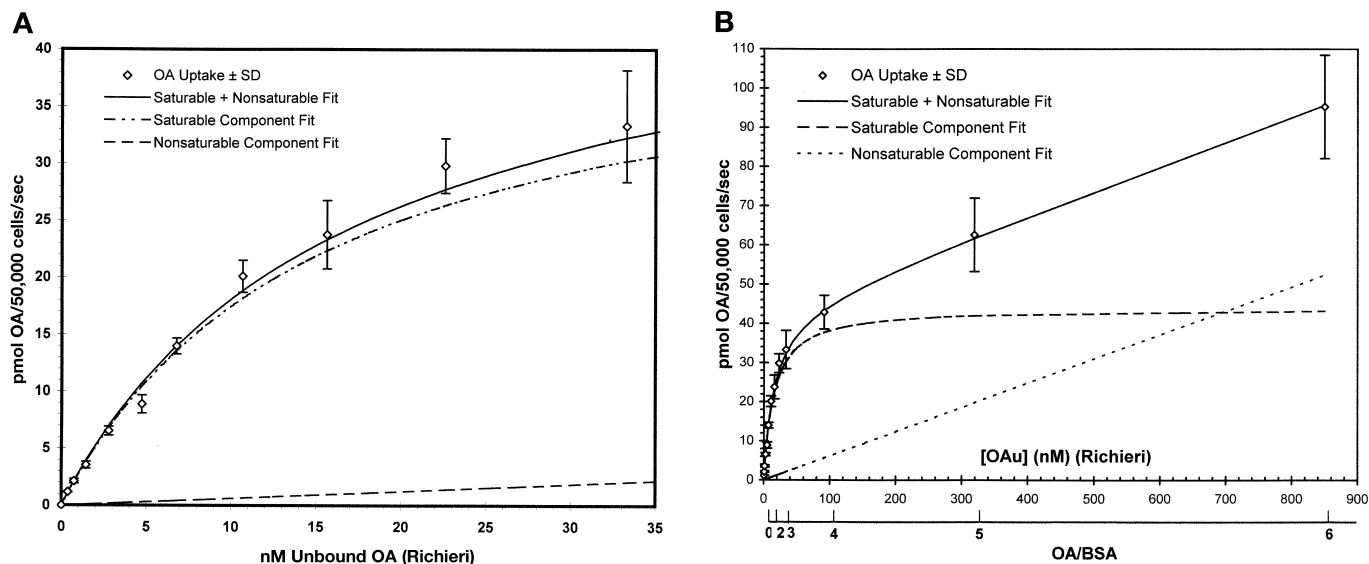 A
40
35
30
25
20
15
10
5
0
pmol OA/50,000 cells/sec
OA Uptake ± SD
Saturable + Nonsaturable Fit
Saturable Component Fit
Nonsaturable Component Fit
0 5 10 15 20 25 30 35
nM Unbound OA (Richieri)
B
110
100
90
80
70
60
50
40
30
20
10
0
pmol OA/50,000 cells/sec
OA Uptake ± SD
Saturable + Nonsaturable Fit
Saturable Component Fit
Nonsaturable Component Fit
[OAu] (nM) (Richieri)
0 100 200 300 400 500 600 700 800 900
0 2 3 4 5 6
OA/BSA